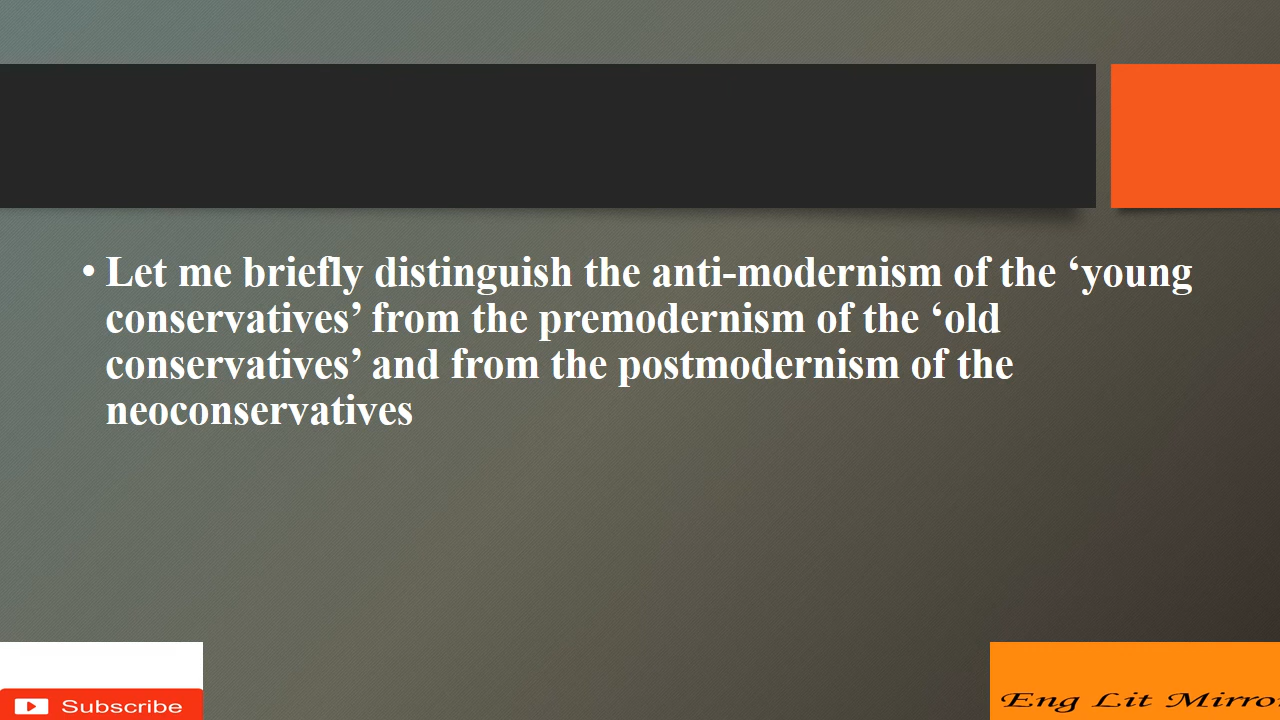 • Let me briefly distinguish the anti-modernism of the ‘young
conservatives’ from the premodernism of the ‘old
conservatives’ and from the postmodernism of the
neoconservatives
Subscribe
Eng Lit Mirro